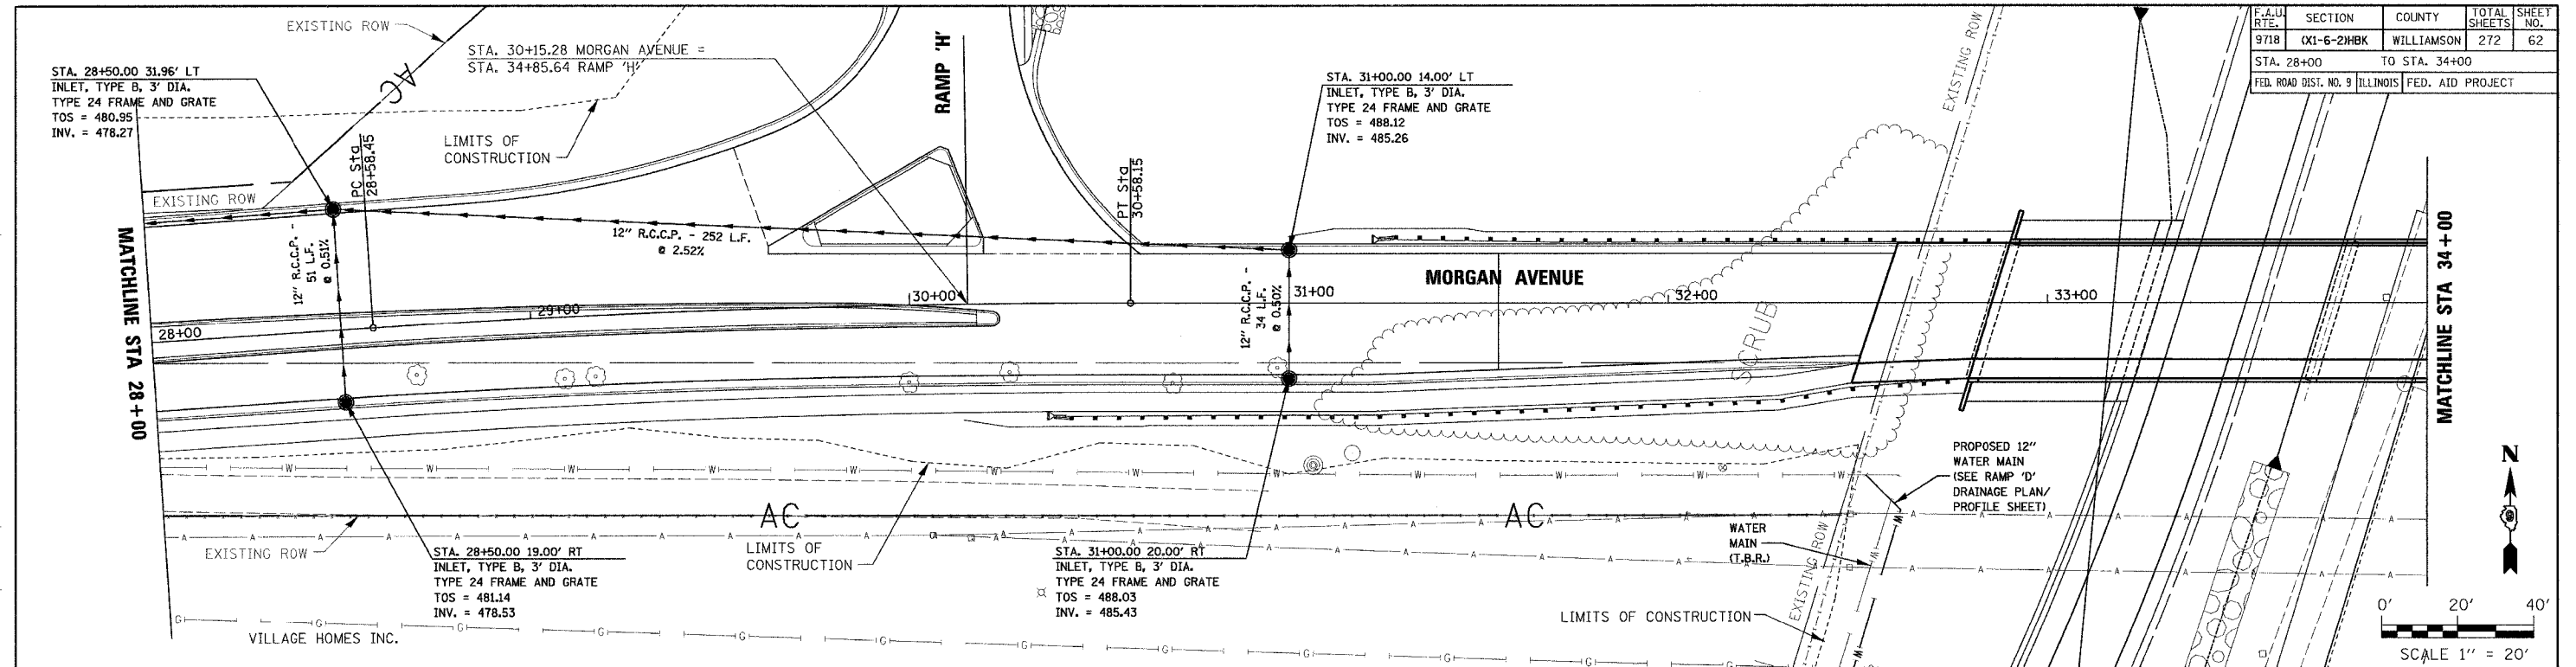 F.A.U. RTE. SECTION COUNTY TOTAL SHEETS SHEET NO.
9718 (X1-6-2)HBK WILLIAMSON 272 62
STA. 28+00 TO STA. 34+00
FED. ROAD DIST. NO. 9 ILLINOIS FED. AID PROJECT
EXISTING ROW
STA. 30+15.28 MORGAN AVENUE =
STA. 34+85.64 RAMP 'H'
STA. 28+50.00 31.96' LT
INLET, TYPE B, 3' DIA.
TYPE 24 FRAME AND GRATE
TOS = 480.95
INV. = 478.27
AC
LIMITS OF
CONSTRUCTION
RAMP 'H'
STA. 31+00.00 14.00' LT
INLET, TYPE B, 3' DIA.
TYPE 24 FRAME AND GRATE
TOS = 488.12
INV. = 485.26
EXISTING ROW
PC Sta
28+58.45
PT Sta
30+58.15
EXISTING ROW
MATCHLINE STA 28+00
12" R.C.C.P. -
51 L.F.
@ 0.51%
12" R.C.C.P. - 252 L.F.
@ 2.52%
12" R.C.C.P. -
34 L.F.
@ 0.50%
MORGAN AVENUE
28+00
29+00
30+00
31+00
32+00
33+00
MATCHLINE STA 34+00
SCRUB
W W W W W W W W W W W W
PROPOSED 12"
WATER MAIN
(SEE RAMP 'D'
DRAINAGE PLAN/
PROFILE SHEET)
N
AC
AC
EXISTING ROW
LIMITS OF
CONSTRUCTION
WATER
MAIN
(T.B.R.)
EXISTING ROW
STA. 28+50.00 19.00' RT
INLET, TYPE B, 3' DIA.
TYPE 24 FRAME AND GRATE
TOS = 481.14
INV. = 478.53
STA. 31+00.00 20.00' RT
INLET, TYPE B, 3' DIA.
TYPE 24 FRAME AND GRATE
TOS = 488.03
INV. = 485.43
LIMITS OF CONSTRUCTION
VILLAGE HOMES INC.
G G G G G G G G G G G G
0' 20' 40'
SCALE 1" = 20'